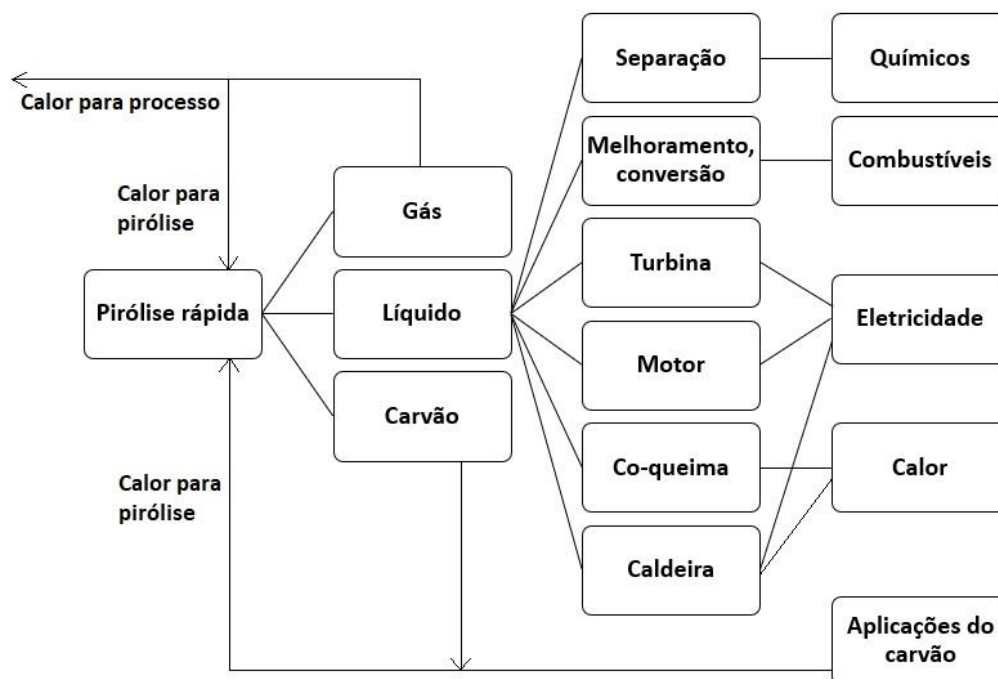 Separação
Químicos
Calor para processo
Melhoramento,
conversão
Combustíveis
Calor para
pirólise
Gás
Turbina
Pirólise rápida
Líquido
Eletricidade
Motor
Carvão
Co-queima
Calor
Calor para
pirólise
Caldeira
Aplicações do
carvão